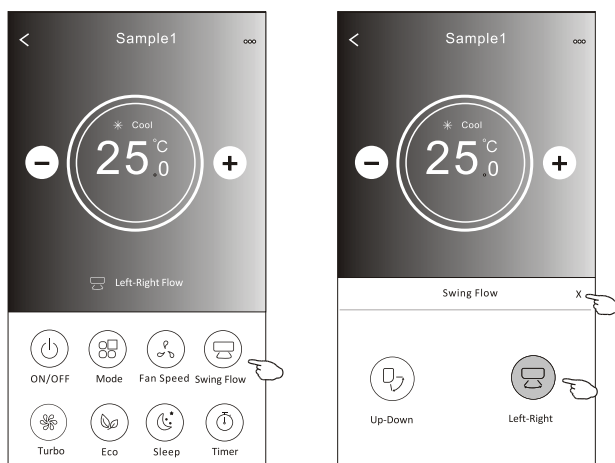 Sample1
Cool
25.0 °C
Left-Right Flow
ON/OFF Mode Fan Speed Swing Flow
Turbo Eco Sleep Timer
Sample1
Cool
25.0 °C
Swing Flow X
Up-Down Left-Right